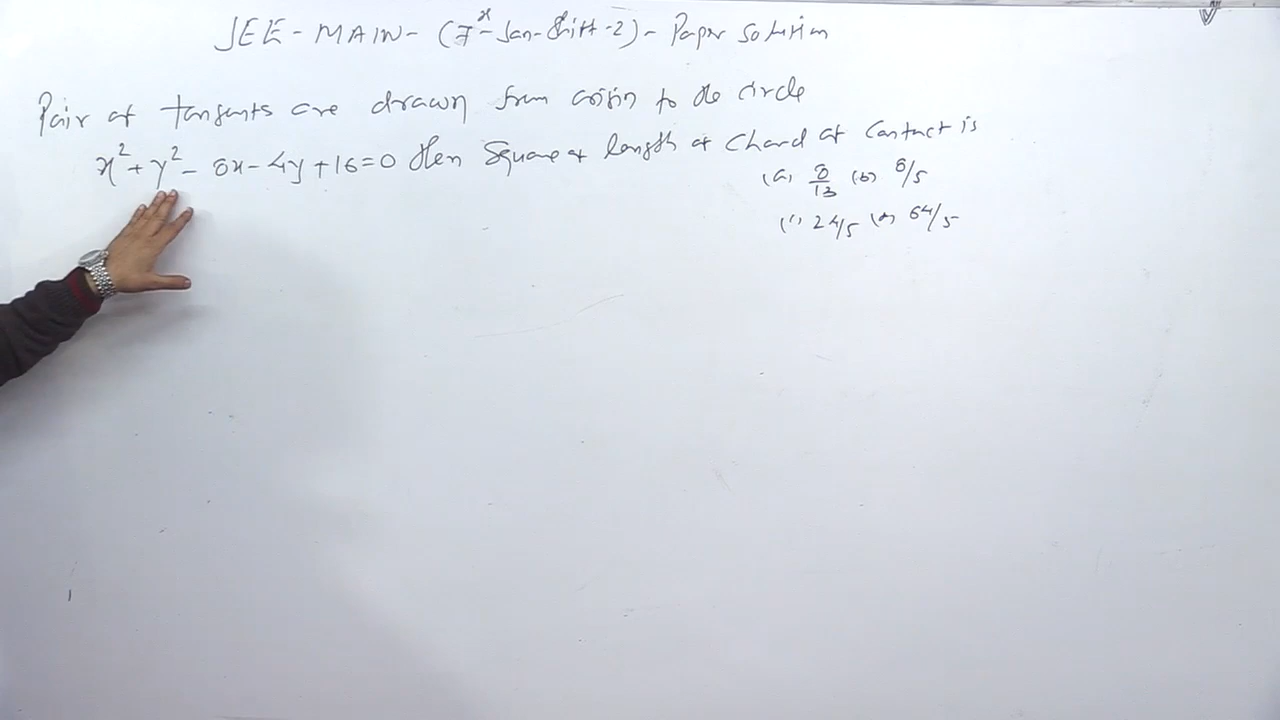 JEE - MAIN - (7ᵗʰ - Jan - Shift - 2) - Paper Solution
Pair of tangents are drawn from origin to the circle
x² + y² - 8x - 4y + 16 = 0 then Square of length of Chord of Contact is
(a) 8/13 (b) 8/5
(c) 24/5 (d) 64/5